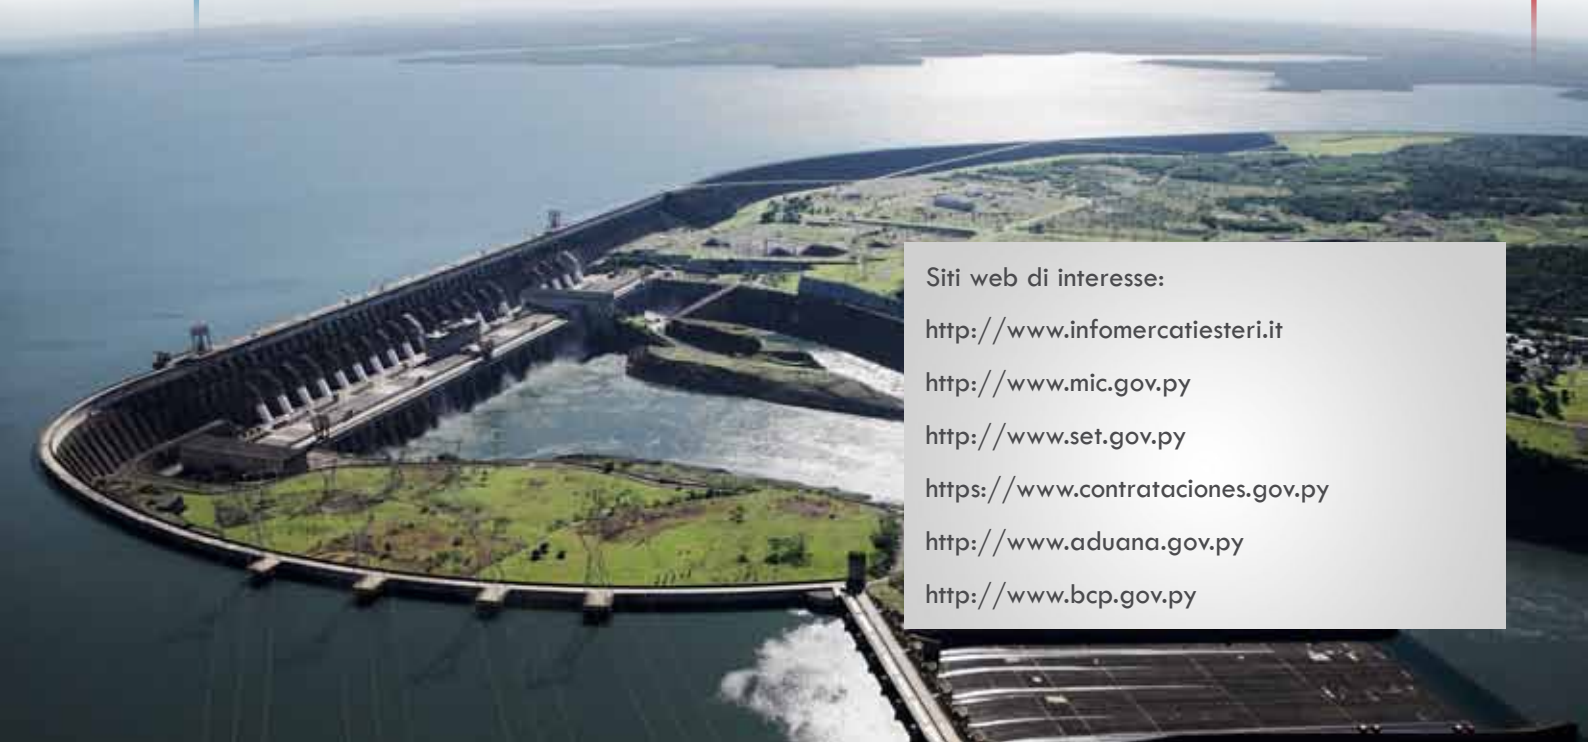 Siti web di interesse:
http://www.infomercatiesteri.it
http://www.mic.gov.py
http://www.set.gov.py
https://www.contrataciones.gov.py
http://www.aduana.gov.py
http://www.bcp.gov.py